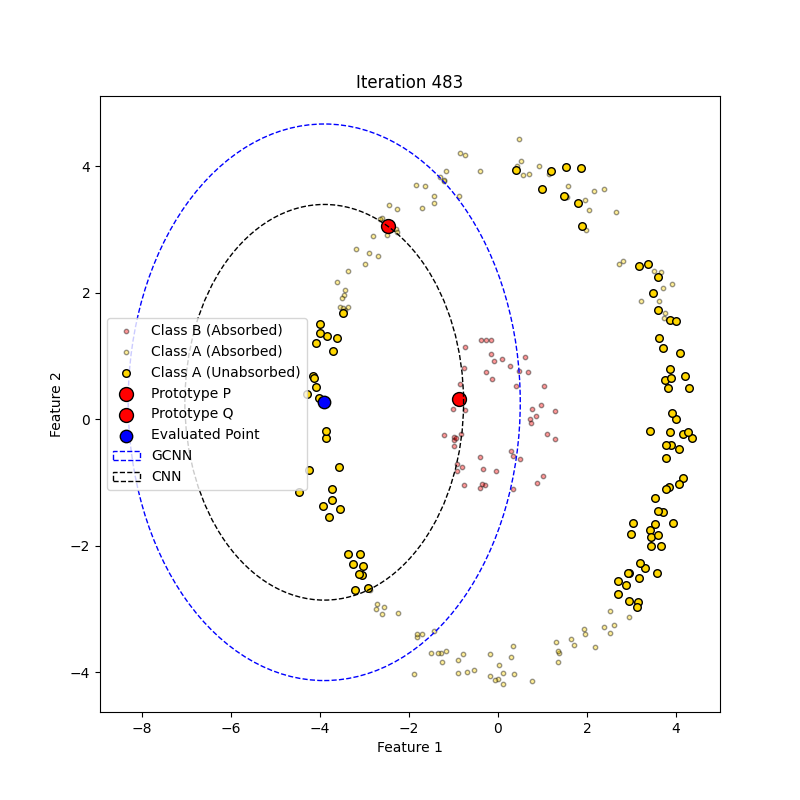 Iteration 483
Feature 2
4
2
0
−2
−4
Class B (Absorbed)
Class A (Absorbed)
Class A (Unabsorbed)
Prototype P
Prototype Q
Evaluated Point
GCNN
CNN
−8
−6
−4
−2
0
2
4
Feature 1